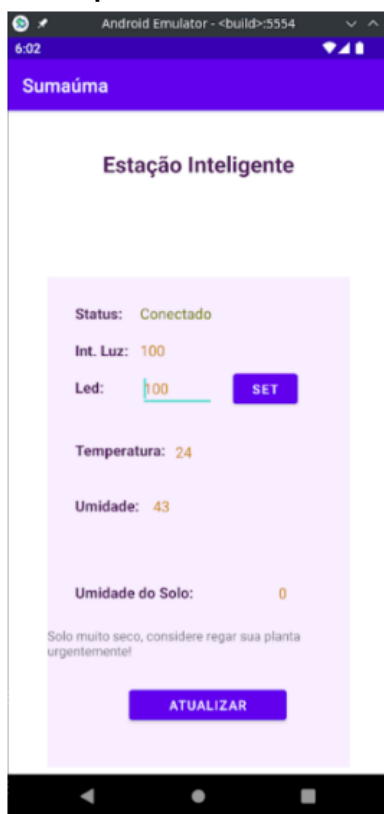 Android Emulator - <build>:5554
6:02
Sumaúma
Estação Inteligente
Status: Conectado
Int. Luz: 100
Led: 100 SET
Temperatura: 24
Umidade: 43
Umidade do Solo: 0
Solo muito seco, considere regar sua planta
urgentemente!
ATUALIZAR